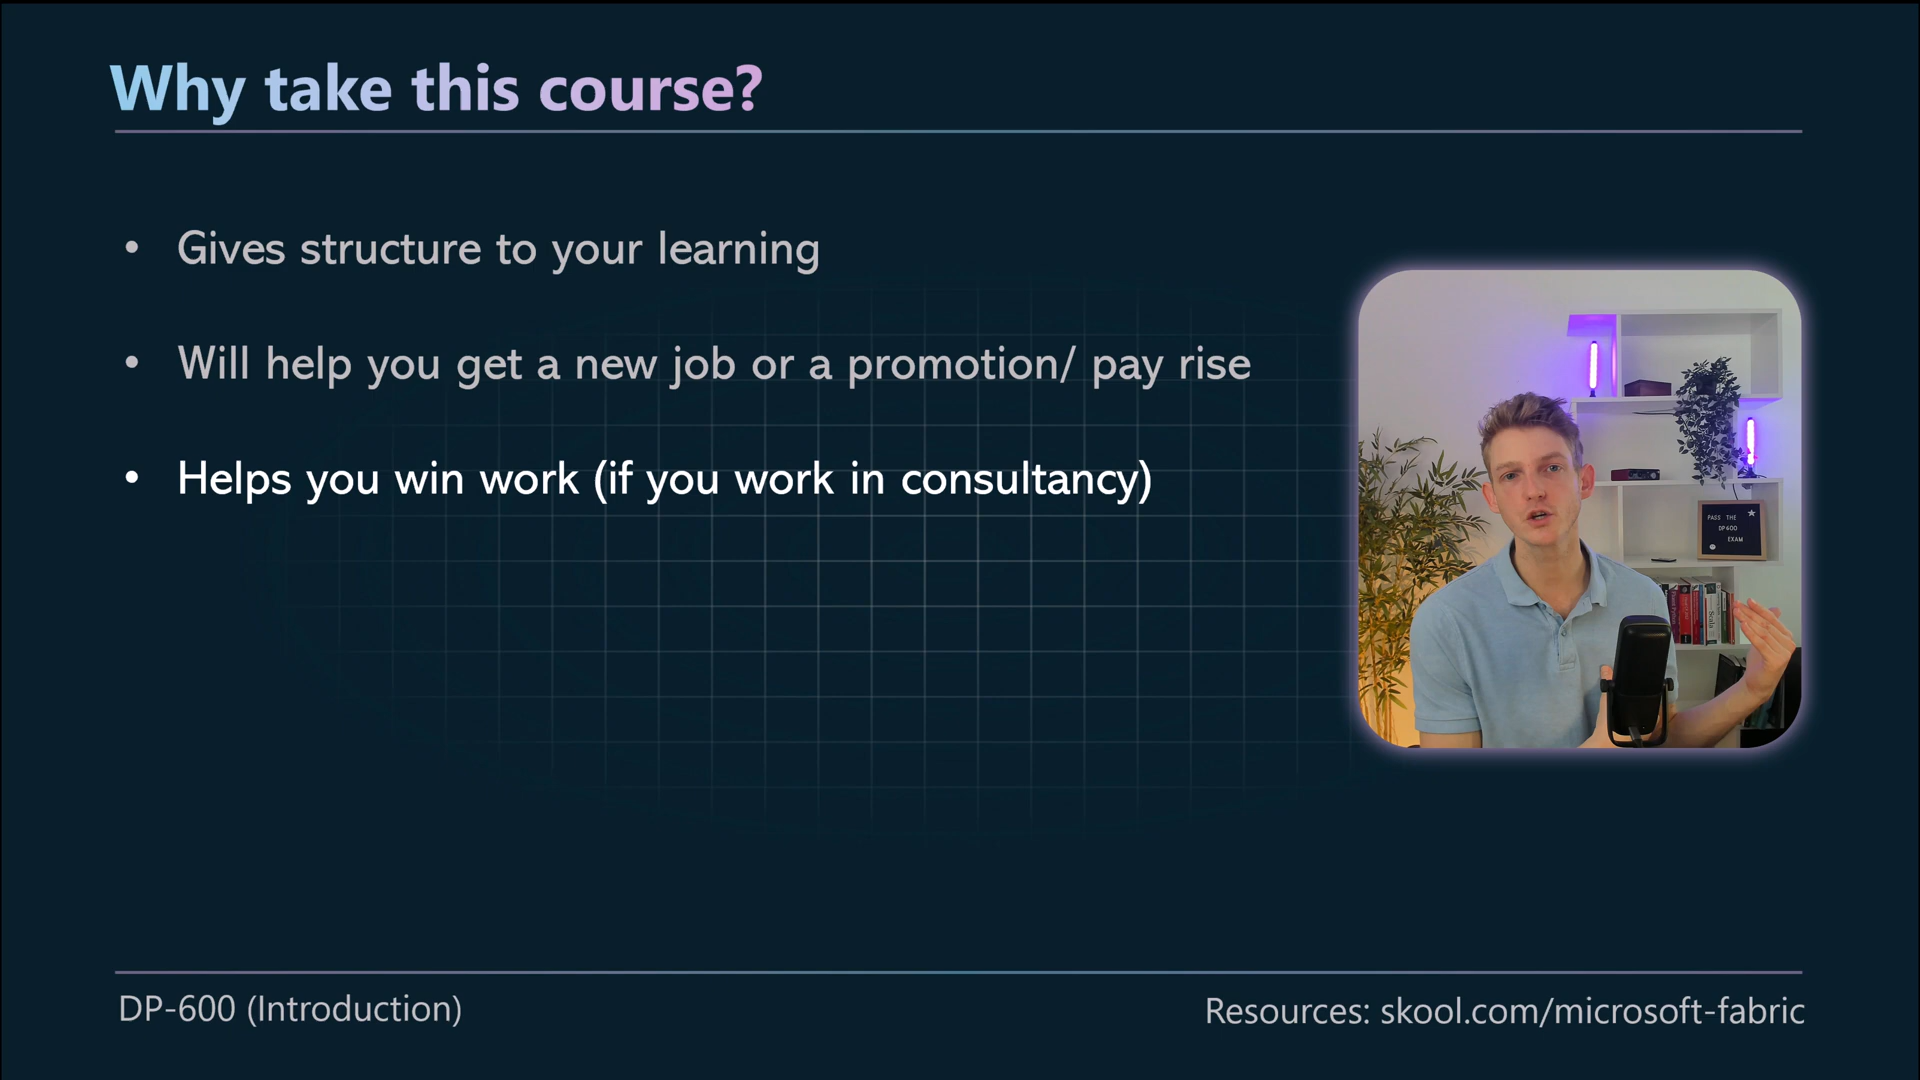 Why take this course?
• Gives structure to your learning
• Will help you get a new job or a promotion/ pay rise
• Helps you win work (if you work in consultancy)
PASS THE
DP600
EXAM
Scala
DP-600 (Introduction)
Resources: skool.com/microsoft-fabric